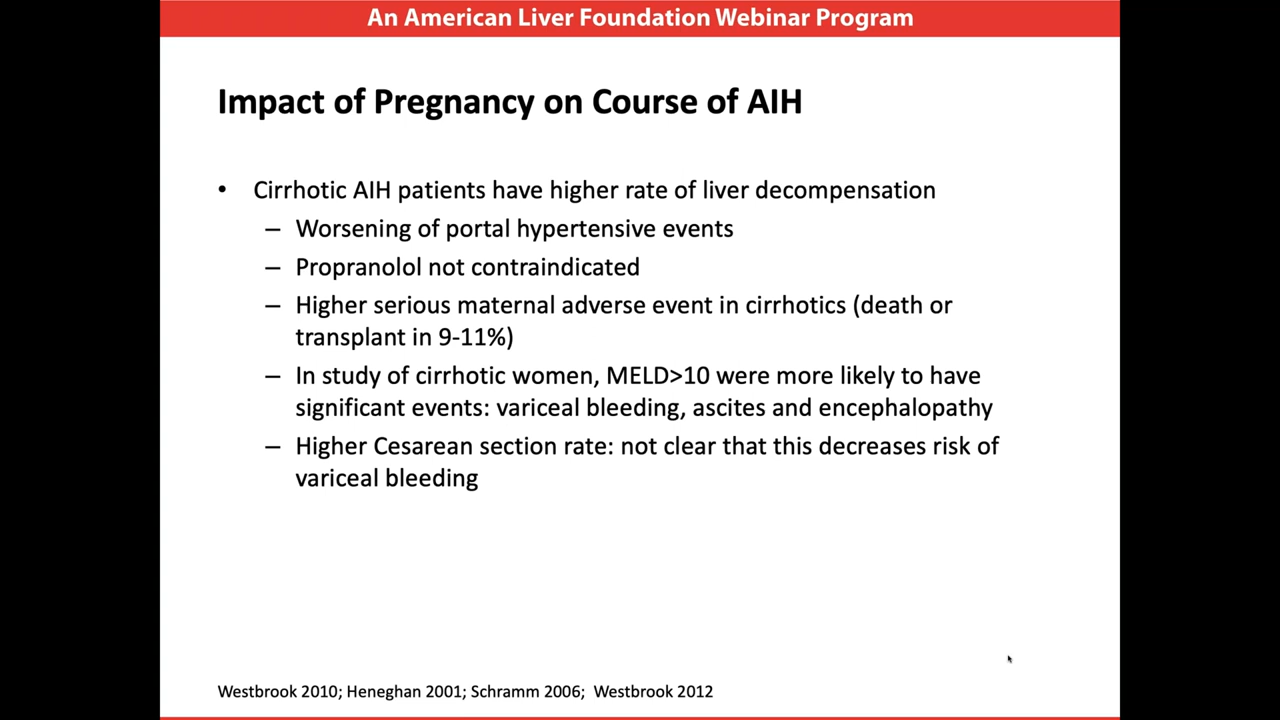 An American Liver Foundation Webinar Program
Impact of Pregnancy on Course of AIH
• Cirrhotic AIH patients have higher rate of liver decompensation
– Worsening of portal hypertensive events
– Propranolol not contraindicated
– Higher serious maternal adverse event in cirrhotics (death or
transplant in 9-11%)
– In study of cirrhotic women, MELD>10 were more likely to have
significant events: variceal bleeding, ascites and encephalopathy
– Higher Cesarean section rate: not clear that this decreases risk of
variceal bleeding
Westbrook 2010; Heneghan 2001; Schramm 2006; Westbrook 2012